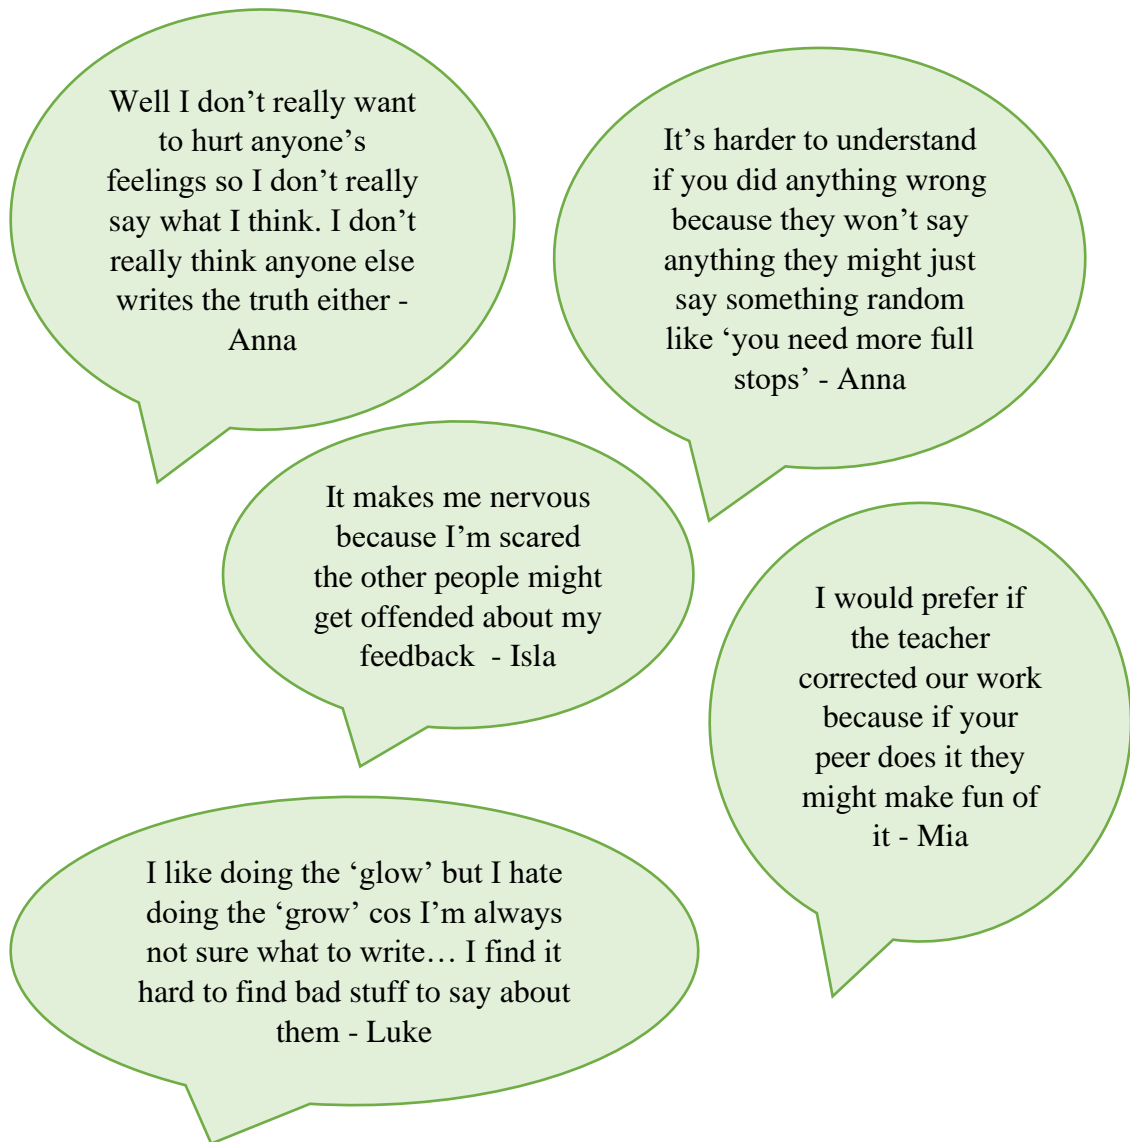 Well I don’t really want
to hurt anyone’s
feelings so I don’t really
say what I think. I don’t
really think anyone else
writes the truth either -
Anna
It’s harder to understand
if you did anything wrong
because they won’t say
anything they might just
say something random
like ‘you need more full
stops’ - Anna
It makes me nervous
because I’m scared
the other people might
get offended about my
feedback  - Isla
I would prefer if
the teacher
corrected our work
because if your
peer does it they
might make fun of
it - Mia
I like doing the ‘glow’ but I hate
doing the ‘grow’ cos I’m always
not sure what to write… I find it
hard to find bad stuff to say about
them - Luke